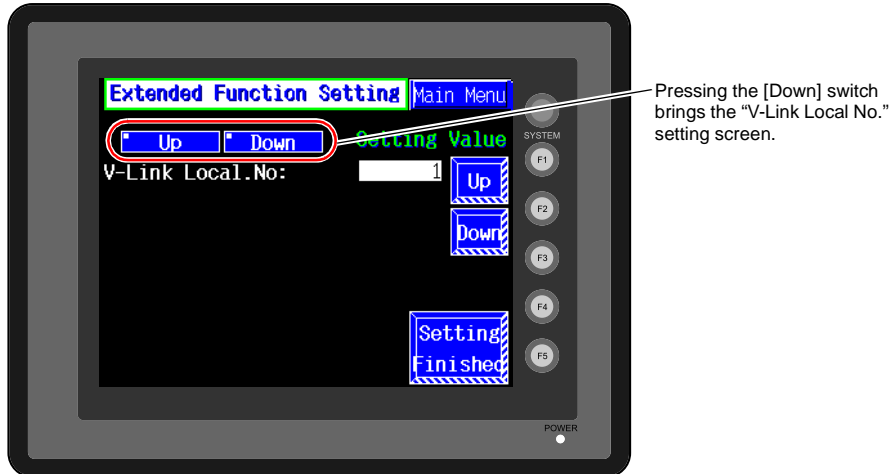 Extended Function Setting Main Menu
Up Down Setting Value
V-Link Local.No: 1
Up
Down
Setting
Finished
SYSTEM
F1
F2
F3
F4
F5
POWER
Pressing the [Down] switch
brings the “V-Link Local No.”
setting screen.